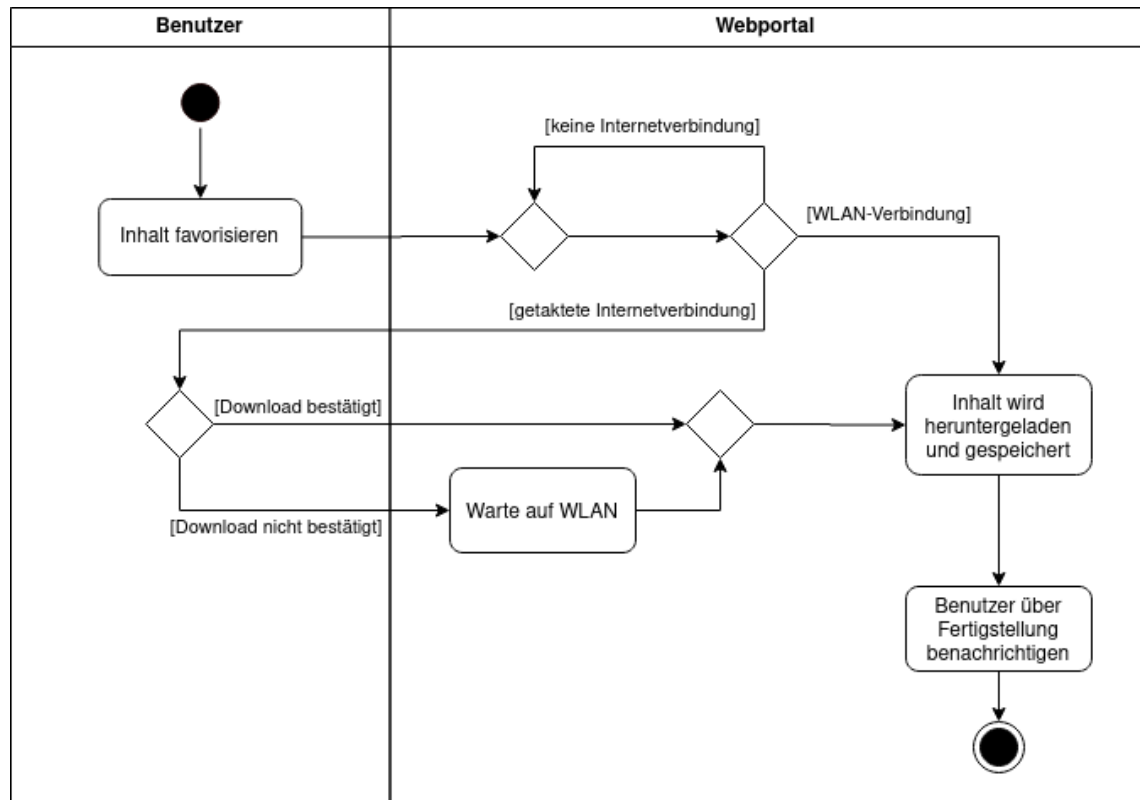 Benutzer
Webportal
[keine Internetverbindung]
[WLAN-Verbindung]
Inhalt favorisieren
[getaktete Internetverbindung]
[Download bestätigt]
Inhalt wird
heruntergeladen
und gespeichert
Warte auf WLAN
[Download nicht bestätigt]
Benutzer über
Fertigstellung
benachrichtigen